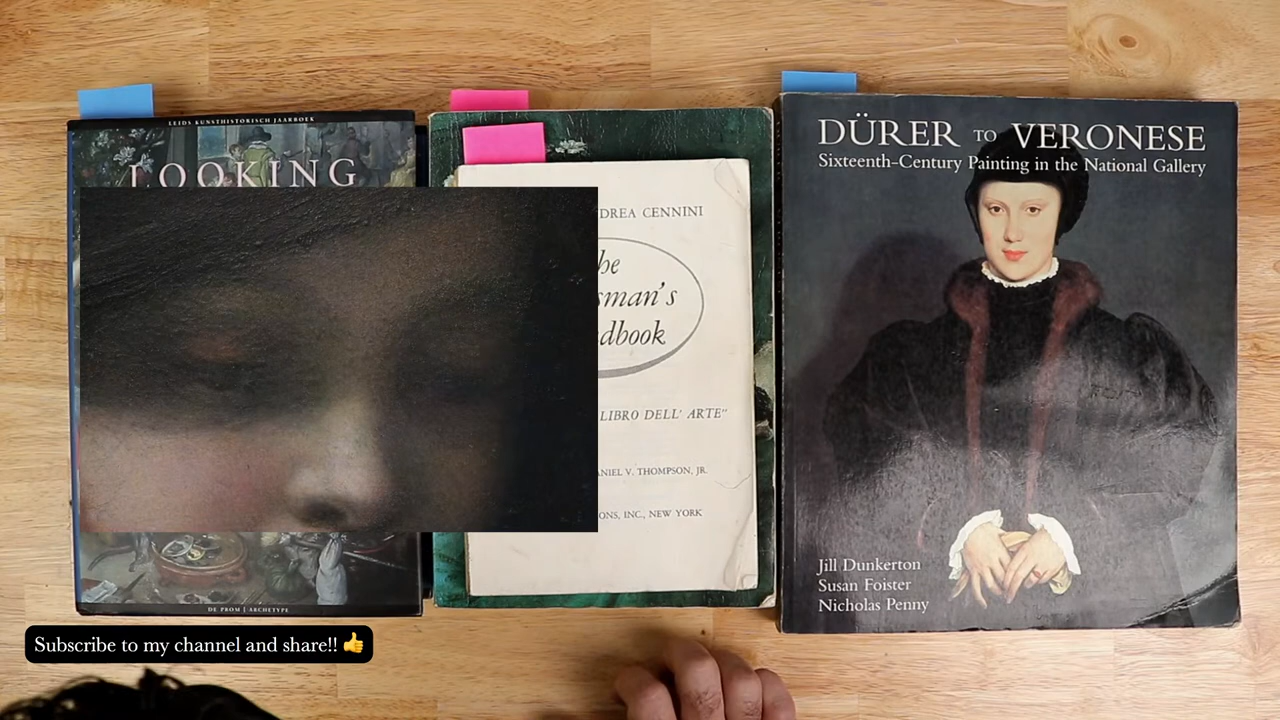 LEIDS KUNSTHISTORISCH JAARBOEK
LOOKING
DREA CENNINI
he
sman's
dbook
LIBRO DELL' ARTE"
NIEL V. THOMPSON, JR.
ONS, INC., NEW YORK
DE PROM | ARCHETYPE
DÜRER TO VERONESE
Sixteenth-Century Painting in the National Gallery
Jill Dunkerton
Susan Foister
Nicholas Penny
Subscribe to my channel and share!! 👍